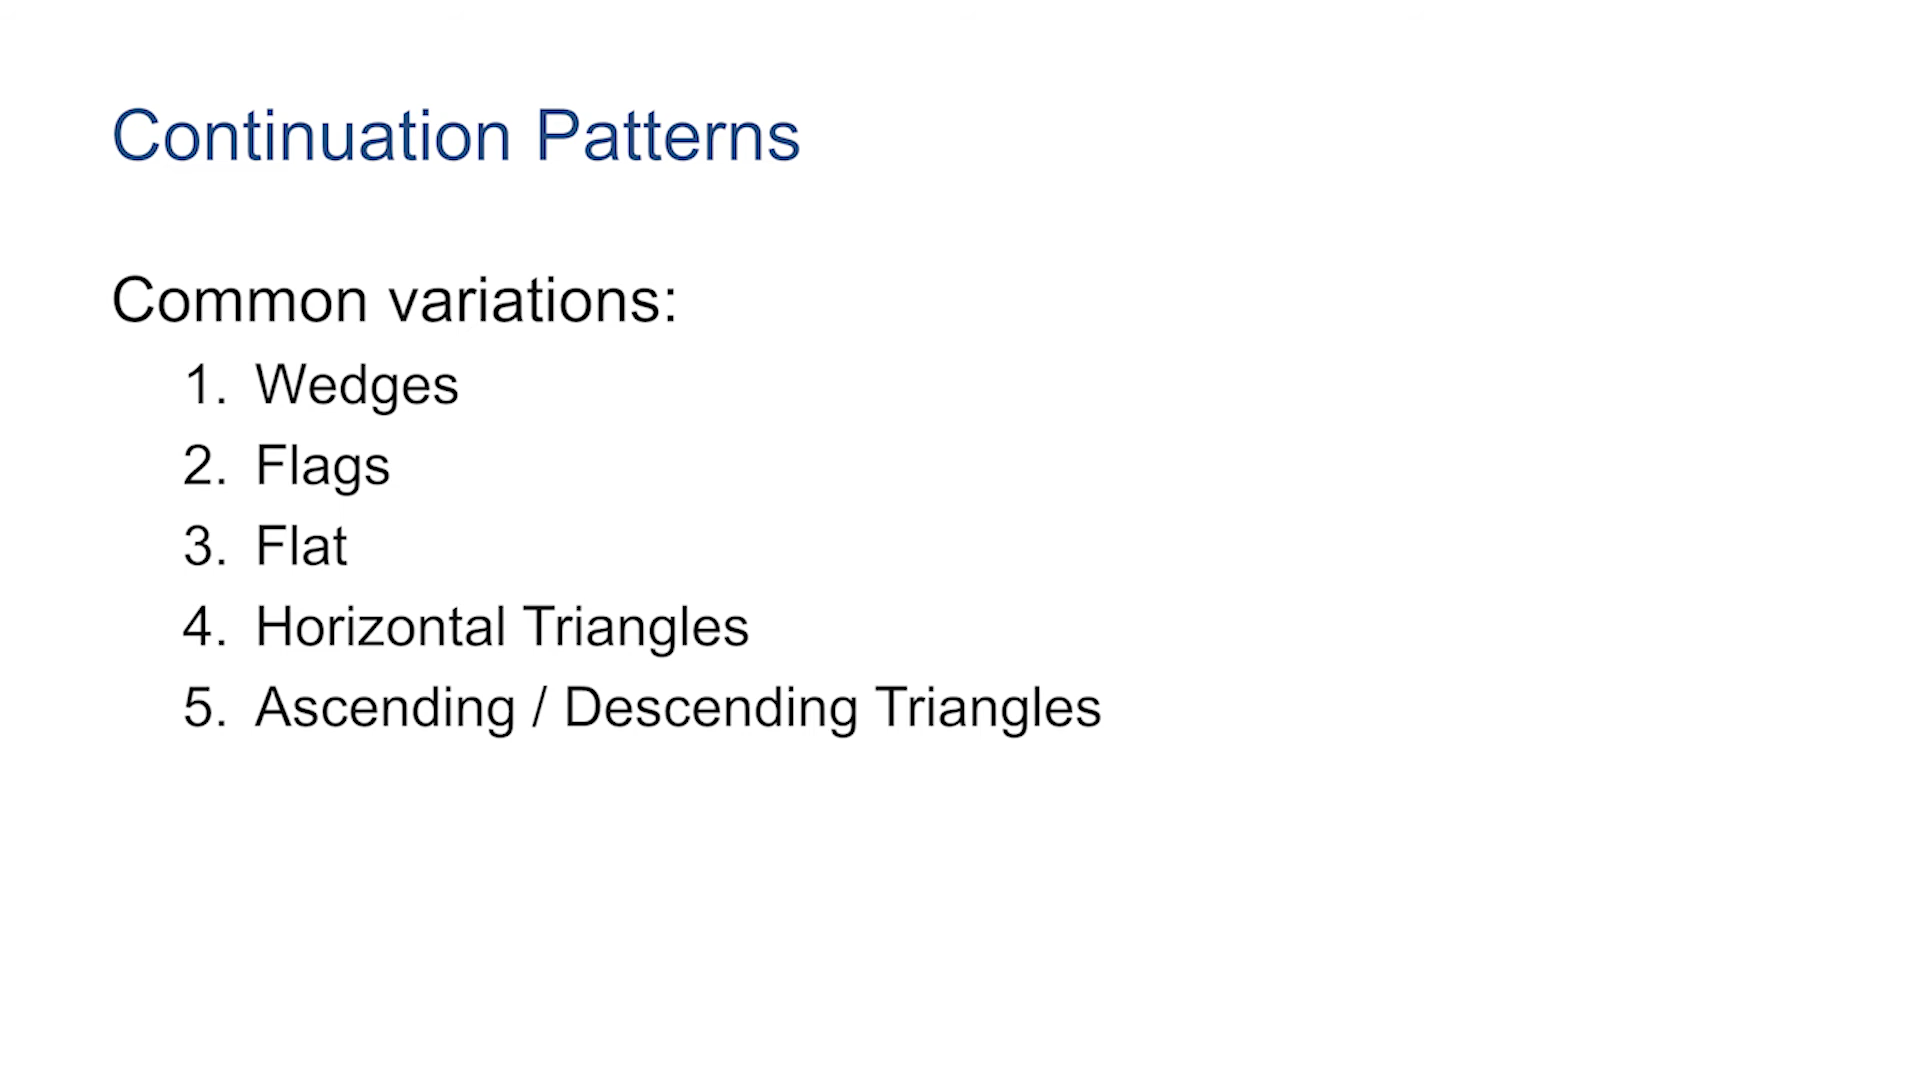 Continuation Patterns
Common variations:
1. Wedges
2. Flags
3. Flat
4. Horizontal Triangles
5. Ascending / Descending Triangles